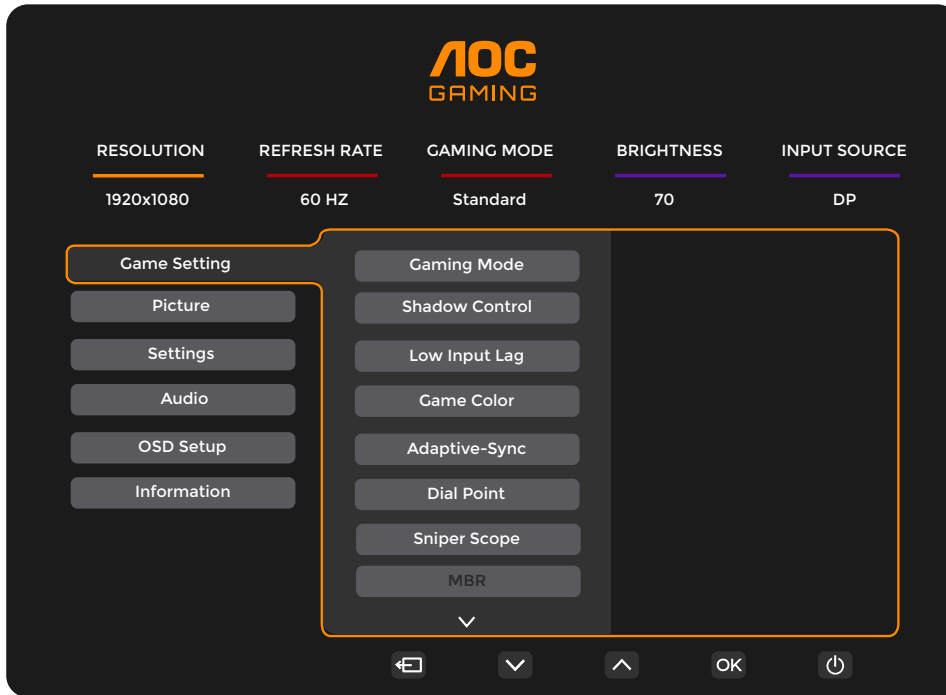 AOC
GAMING
RESOLUTION REFRESH RATE GAMING MODE BRIGHTNESS INPUT SOURCE
1920x1080 60 HZ Standard 70 DP
Game Setting
Picture
Settings
Audio
OSD Setup
Information
Gaming Mode
Shadow Control
Low Input Lag
Game Color
Adaptive-Sync
Dial Point
Sniper Scope
MBR
OK